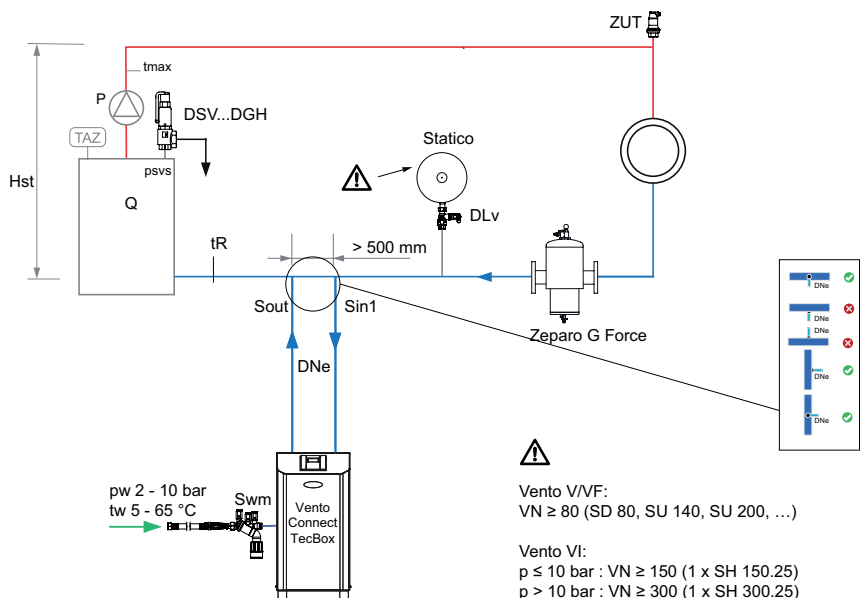 ZUT
tmax
P
DSV...DGH
TAZ
Statico
psvs
Hst
Q
DLv
tR
> 500 mm
DNe
DNe
DNe
Sout
Sin1
Zeparo G Force
DNe
DNe
DNe
pw 2 - 10 bar
tw 5 - 65 °C
Swm
Vento
Connect
TecBox
Vento V/VF:
VN ≥ 80 (SD 80, SU 140, SU 200, …)
Vento VI:
p ≤ 10 bar : VN ≥ 150 (1 x SH 150.25)
p > 10 bar : VN ≥ 300 (1 x SH 300.25)